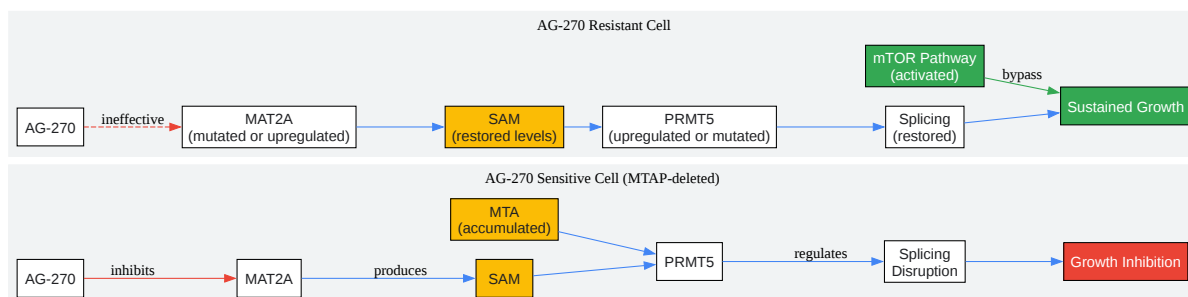 AG-270 Resistant Cell
mTOR Pathway
(activated)
bypass
Sustained Growth
AG-270
ineffective
MAT2A
(mutated or upregulated)
SAM
(restored levels)
PRMT5
(upregulated or mutated)
Splicing
(restored)
AG-270 Sensitive Cell (MTAP-deleted)
MTA
(accumulated)
AG-270
inhibits
MAT2A
produces
SAM
PRMT5
regulates
Splicing
Disruption
Growth Inhibition